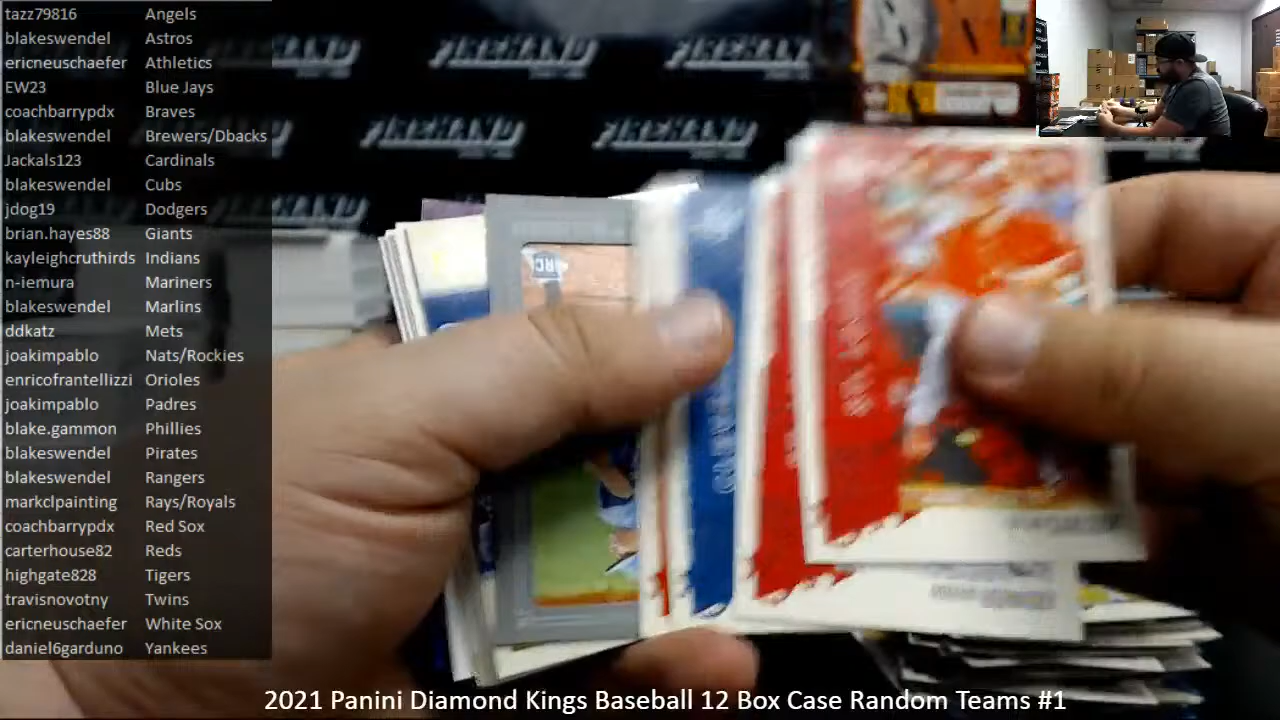 tazz79816 Angels
blakeswendel Astros
ericneuschaefer Athletics
EW23 Blue Jays
coachbarrypdx Braves
blakeswendel Brewers/Dbacks
Jackals123 Cardinals
blakeswendel Cubs
jdog19 Dodgers
brian.hayes88 Giants
kayleighcruthirds Indians
n-iemura Mariners
blakeswendel Marlins
ddkatz Mets
joakimpablo Nats/Rockies
enricofrantellizzi Orioles
joakimpablo Padres
blake.gammon Phillies
blakeswendel Pirates
blakeswendel Rangers
markclpainting Rays/Royals
coachbarrypdx Red Sox
carterhouse82 Reds
highgate828 Tigers
travisnovotny Twins
ericneuschaefer White Sox
daniel6garduno Yankees
FIREHAND FIREHAND
FIREHAND FIREHAND
RC
2021 Panini Diamond Kings Baseball 12 Box Case Random Teams #1